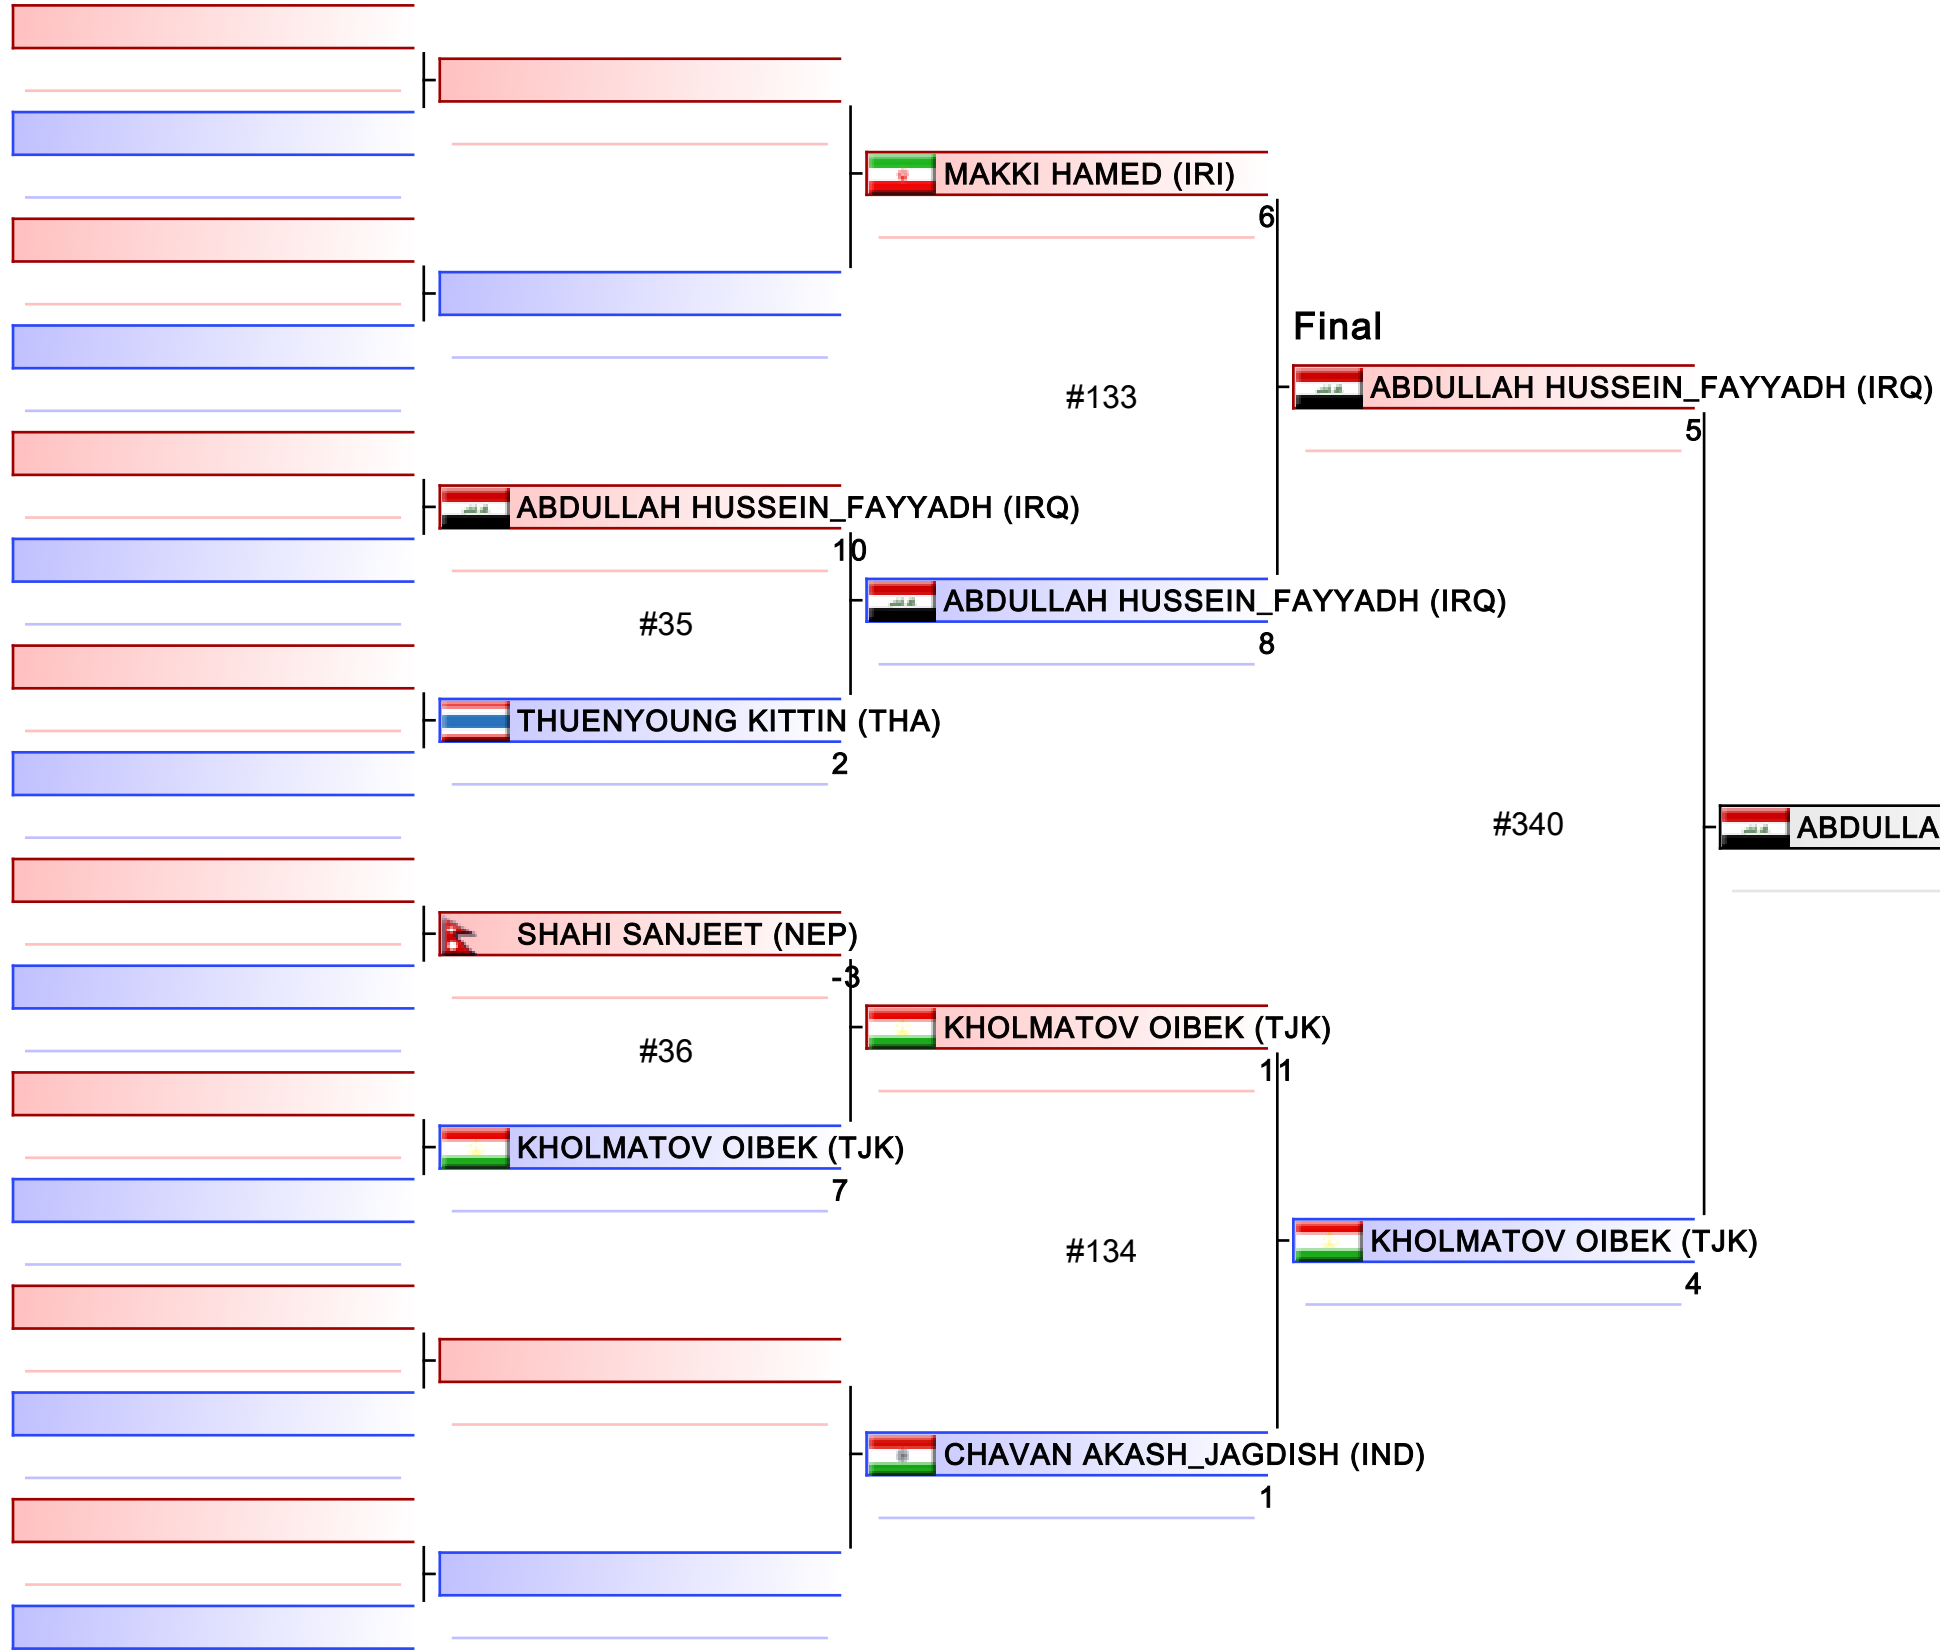 MAKKI HAMED (IRI)
6
Final
#133
ABDULLAH HUSSEIN_FAYYADH (IRQ)
5
ABDULLAH HUSSEIN_FAYYADH (IRQ)
10
ABDULLAH HUSSEIN_FAYYADH (IRQ)
8
#35
THUENYOUNG KITTIN (THA)
2
#340
ABDULLA
SHAHI SANJEET (NEP)
-3
KHOLMATOV OIBEK (TJK)
11
#36
KHOLMATOV OIBEK (TJK)
7
#134
KHOLMATOV OIBEK (TJK)
4
CHAVAN AKASH_JAGDISH (IND)
1